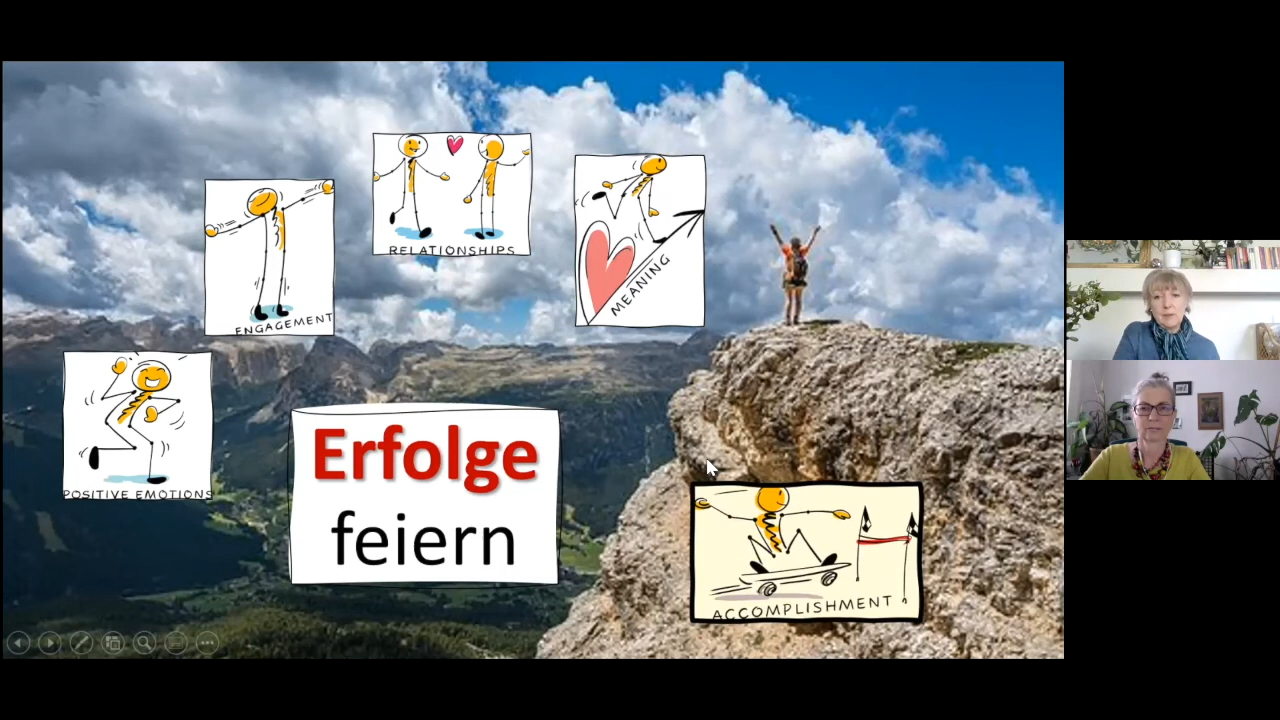 RELATIONSHIPS
ENGAGEMENT
MEANING
POSITIVE EMOTIONS
Erfolge
feiern
ACCOMPLISHMENT